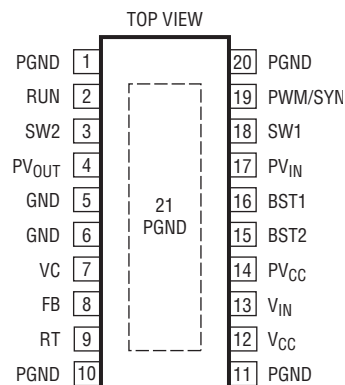 TOP VIEW
PGND 1
RUN 2
SW2 3
PVOUT 4
GND 5
GND 6
VC 7
FB 8
RT 9
PGND 10
21
PGND
20 PGND
19 PWM/SYN
18 SW1
17 PVIN
16 BST1
15 BST2
14 PVCC
13 VIN
12 VCC
11 PGND